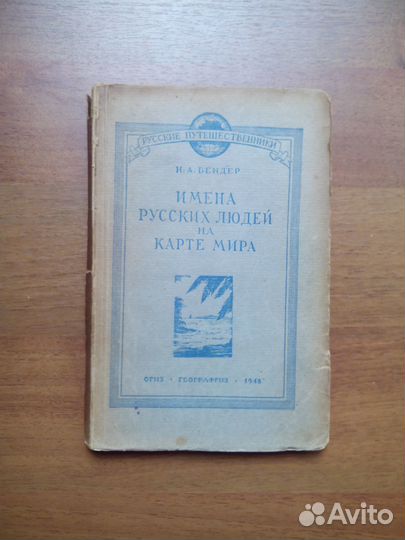 РУССКИЕ ПУТЕШЕСТВЕННИКИ
Н. А. БЕНДЕР
ИМЕНА
РУССКИХ ЛЮДЕЙ
НА
КАРТЕ МИРА
ОГИЗ • ГЕОГРАФГИЗ • 1948
Avito